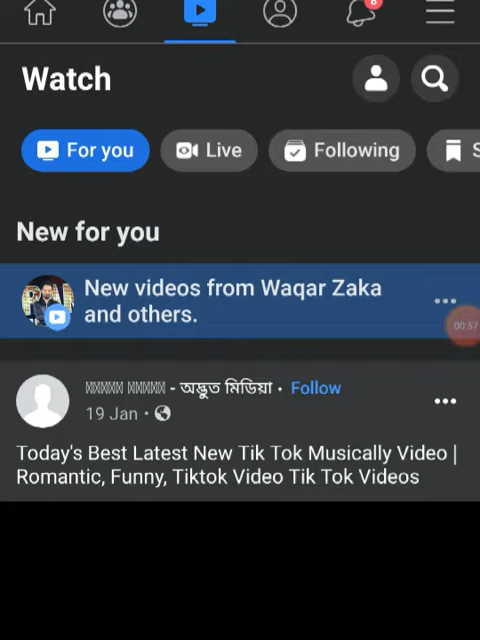 8
Watch
For you
Live
Following
S
New for you
New videos from Waqar Zaka
and others.
00:57
- অদ্ভুত মিডিয়া · Follow
19 Jan ·
Today's Best Latest New Tik Tok Musically Video |
Romantic, Funny, Tiktok Video Tik Tok Videos